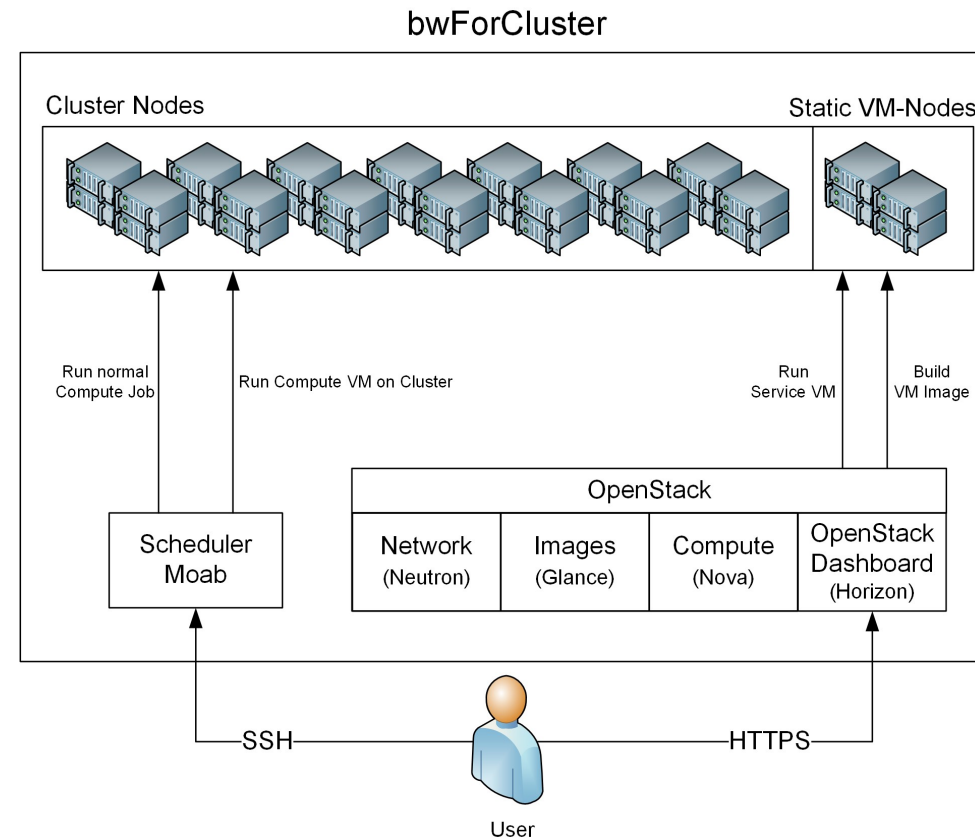 bwForCluster
Cluster Nodes
Static VM-Nodes
Run normal
Compute Job
Run Compute VM on Cluster
Run
Service VM
Build
VM Image
OpenStack
Scheduler
Moab
Network
(Neutron)
Images
(Glance)
Compute
(Nova)
OpenStack
Dashboard
(Horizon)
SSH
HTTPS
User